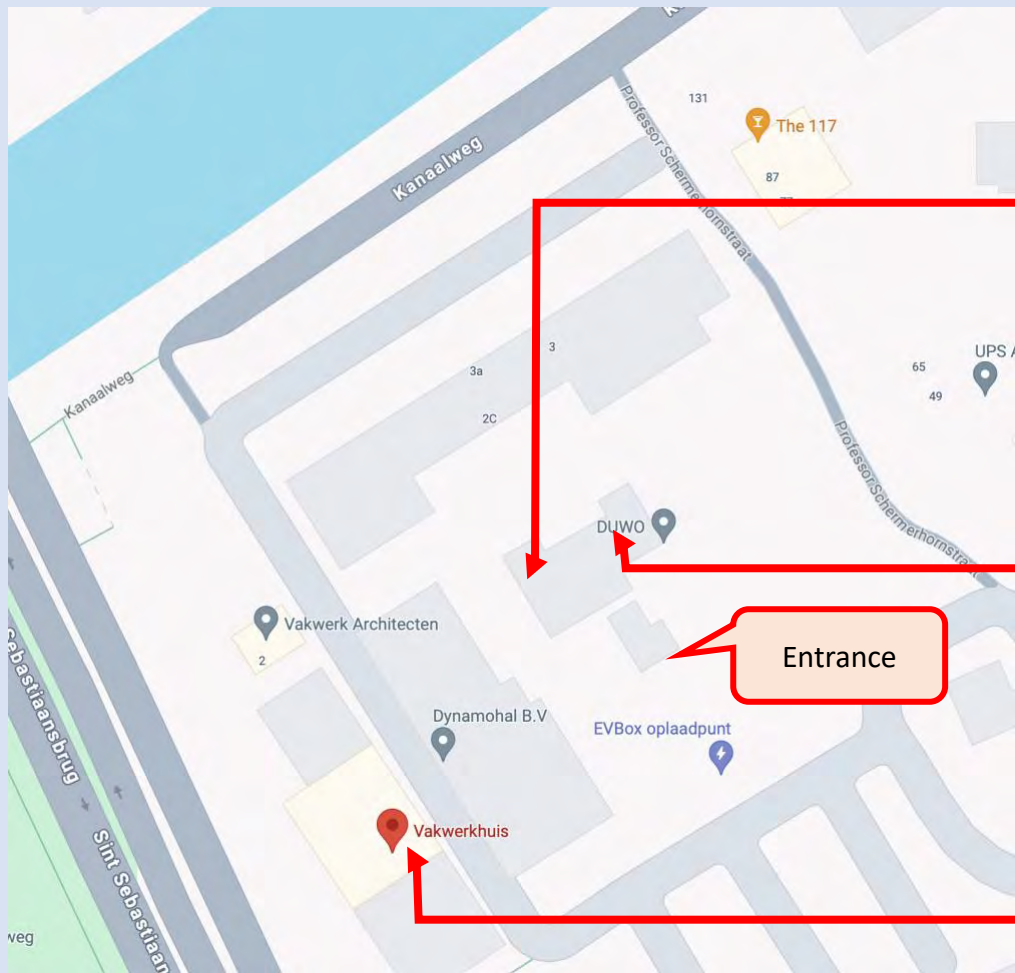 Kanaalweg
131
The 117
87
77
Professor Schermerhornstraat
3
3a
2C
65
49
UPS A
Kanaalweg
Professor Schermerhornstraat
DUWO
Vakwerk Architecten
2
Entrance
Sebastiaansbrug
Dynamohal B.V
EVBox oplaadpunt
Vakwerkhuis
Sint Sebastiaan
weg